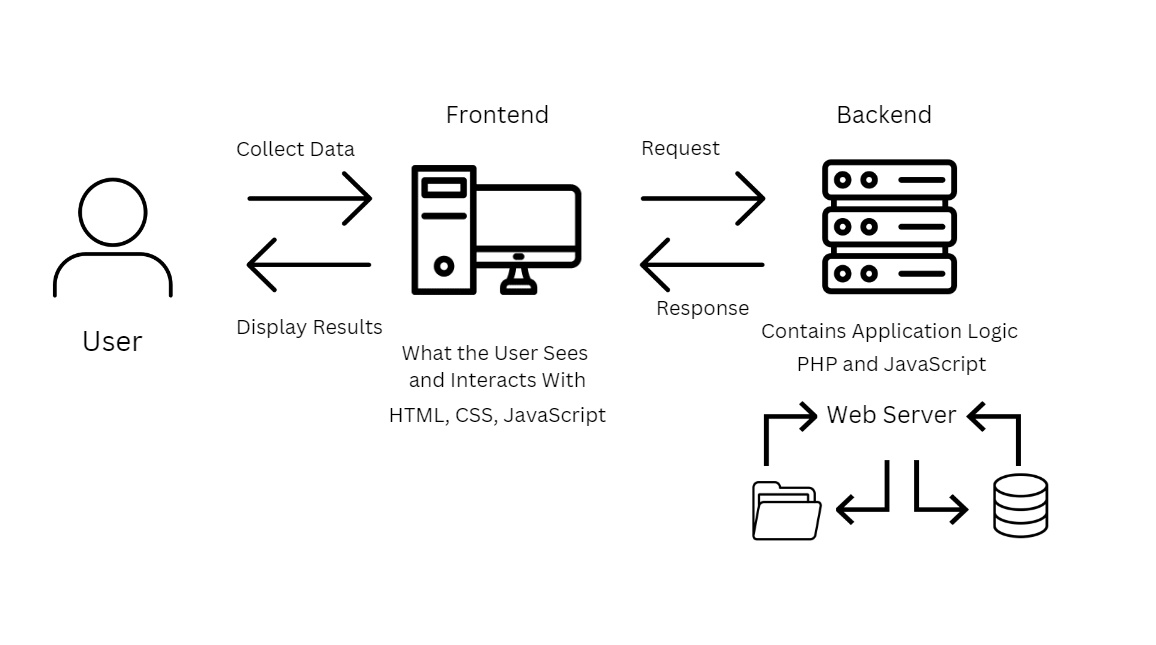 Frontend
Backend
Collect Data
Request
Display Results
Response
User
What the User Sees
and Interacts With
HTML, CSS, JavaScript
Contains Application Logic
PHP and JavaScript
Web Server